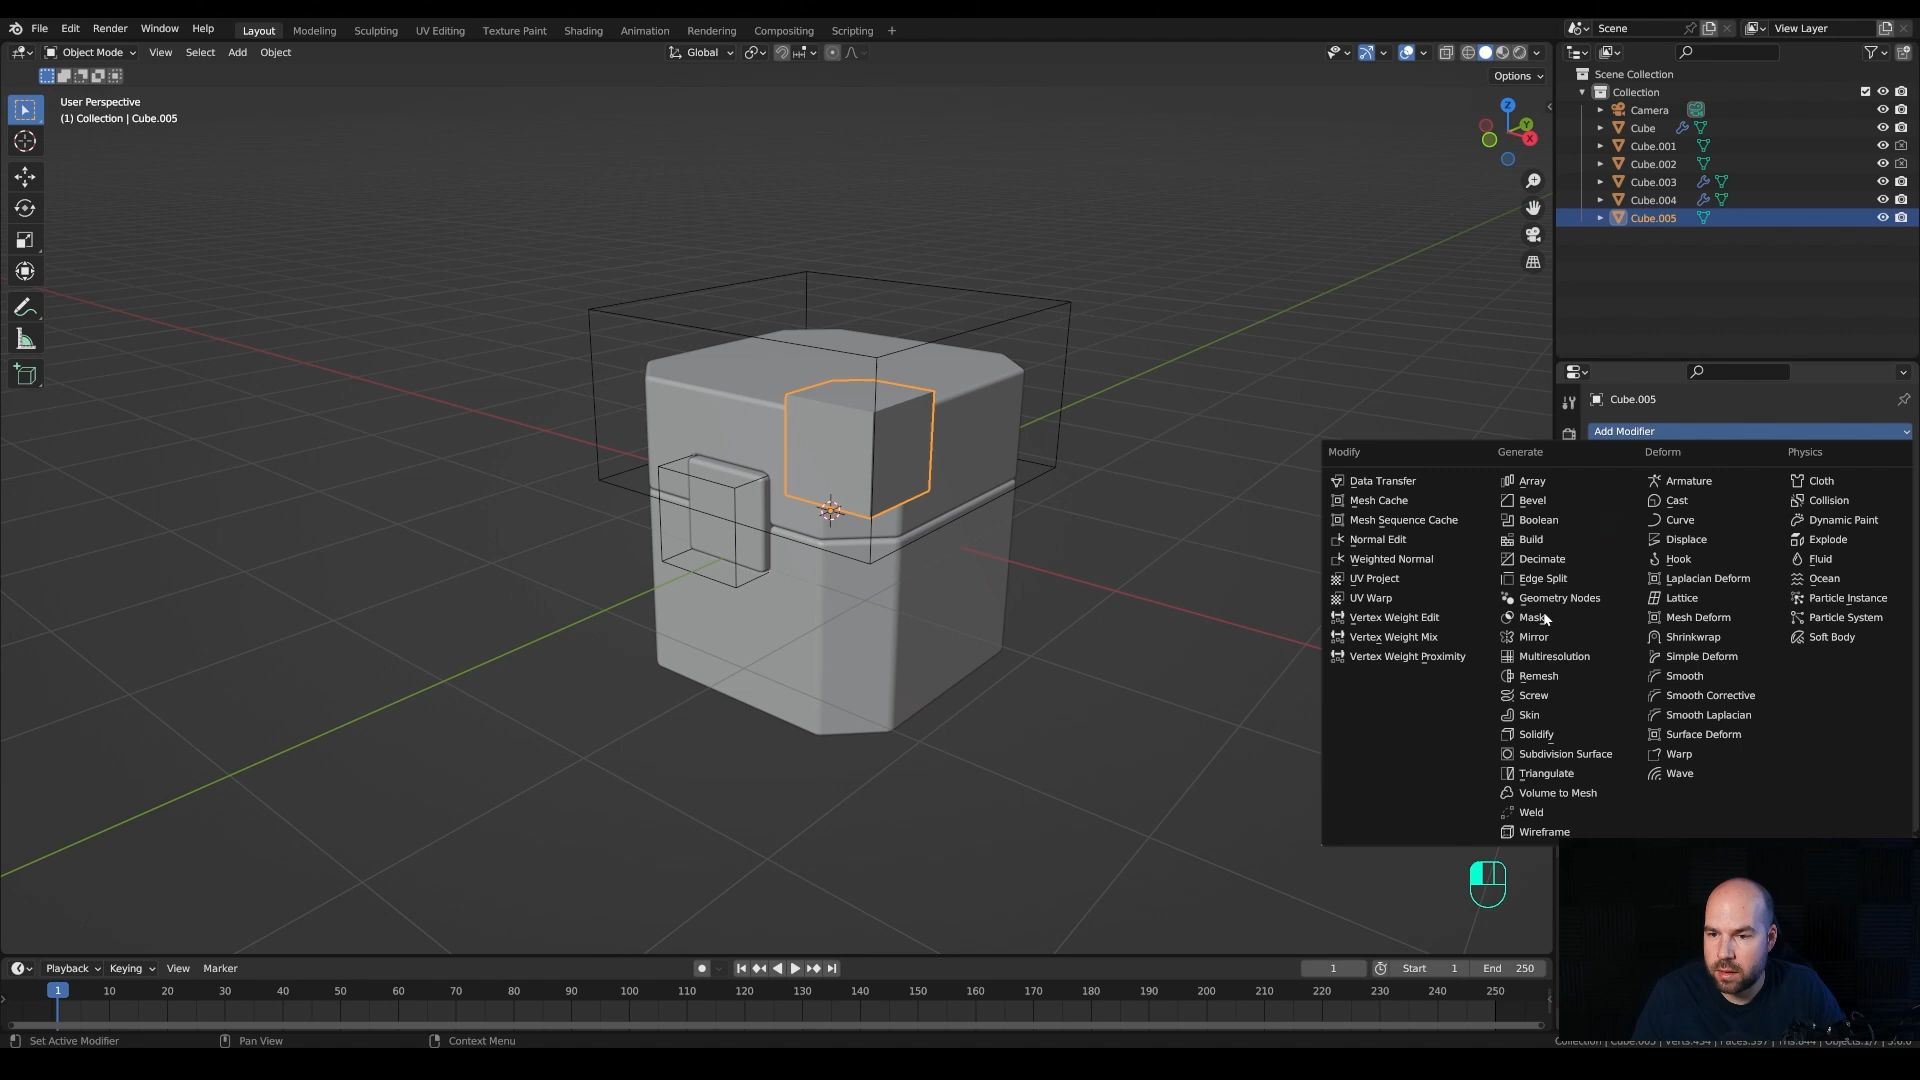 File Edit Render Window Help Layout Modeling Sculpting UV Editing Texture Paint Shading Animation Rendering Compositing Scripting + Scene View Layer
Object Mode View Select Add Object Global
Options
User Perspective
(1) Collection | Cube.005
Z
Y
X
Scene Collection
Collection
Camera
Cube
Cube.001
Cube.002
Cube.003
Cube.004
Cube.005
Cube.005
Add Modifier
Modify Generate Deform Physics
Data Transfer Array Armature Cloth
Mesh Cache Bevel Cast Collision
Mesh Sequence Cache Boolean Curve Dynamic Paint
Normal Edit Build Displace Explode
Weighted Normal Decimate Hook Fluid
UV Project Edge Split Laplacian Deform Ocean
UV Warp Geometry Nodes Lattice Particle Instance
Vertex Weight Edit Mask Mesh Deform Particle System
Vertex Weight Mix Mirror Shrinkwrap Soft Body
Vertex Weight Proximity Multiresolution Simple Deform
Remesh Smooth
Screw Smooth Corrective
Skin Smooth Laplacian
Solidify Surface Deform
Subdivision Surface Warp
Triangulate Wave
Volume to Mesh
Weld
Wireframe
Playback Keying View Marker 1 Start 1 End 250
1 10 20 30 40 50 60 70 80 90 100 110 120 130 140 150 160 170 180 190 200 210 220 230 240 250
Set Active Modifier Pan View Context Menu